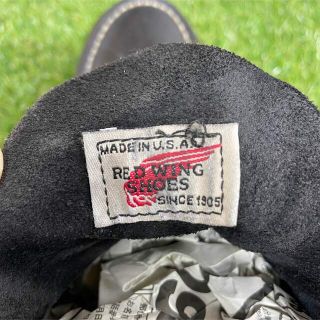 MADE IN U.S.A.
RED WING
SHOES
SINCE 1905